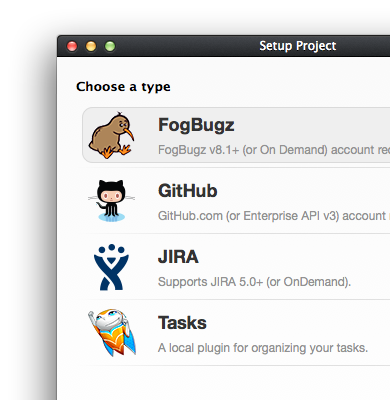 Setup Project
Choose a type
FogBugz
FogBugz v8.1+ (or On Demand) account
GitHub
GitHub.com (or Enterprise API v3) account
JIRA
Supports JIRA 5.0+ (or OnDemand).
Tasks
A local plugin for organizing your tasks.